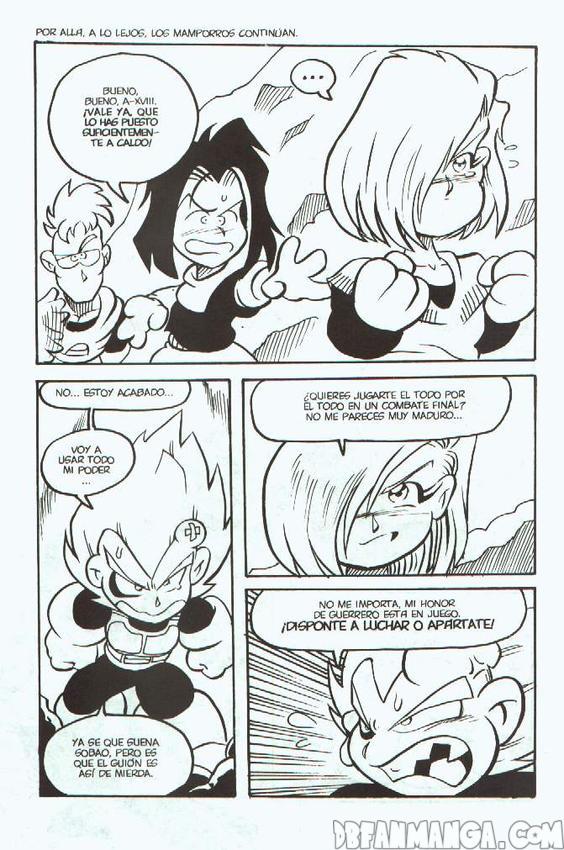 POR ALLA, A LO LEJOS, LOS MAMPORROS CONTINÚAN.
BUENO,
BUENO, A-XVIII.
¡VALE YA, QUE
LO HAS PUESTO
SUFICIENTEMEN-
TE A CALDO!
...
NO... ESTOY ACABADO...
VOY A
USAR TODO
MI PODER
...
YA SE QUE SUENA
SOBAO, PERO ES
QUE EL GUIÓN ES
ASÍ DE MIERDA.
¿QUIERES JUGARTE EL TODO POR
EL TODO EN UN COMBATE FINAL?
NO ME PARECES MUY MADURO...
NO ME IMPORTA, MI HONOR
DE GUERRERO ESTA EN JUEGO.
¡DISPONTE A LUCHAR O APÁRTATE!
DBFANMANGA.COM